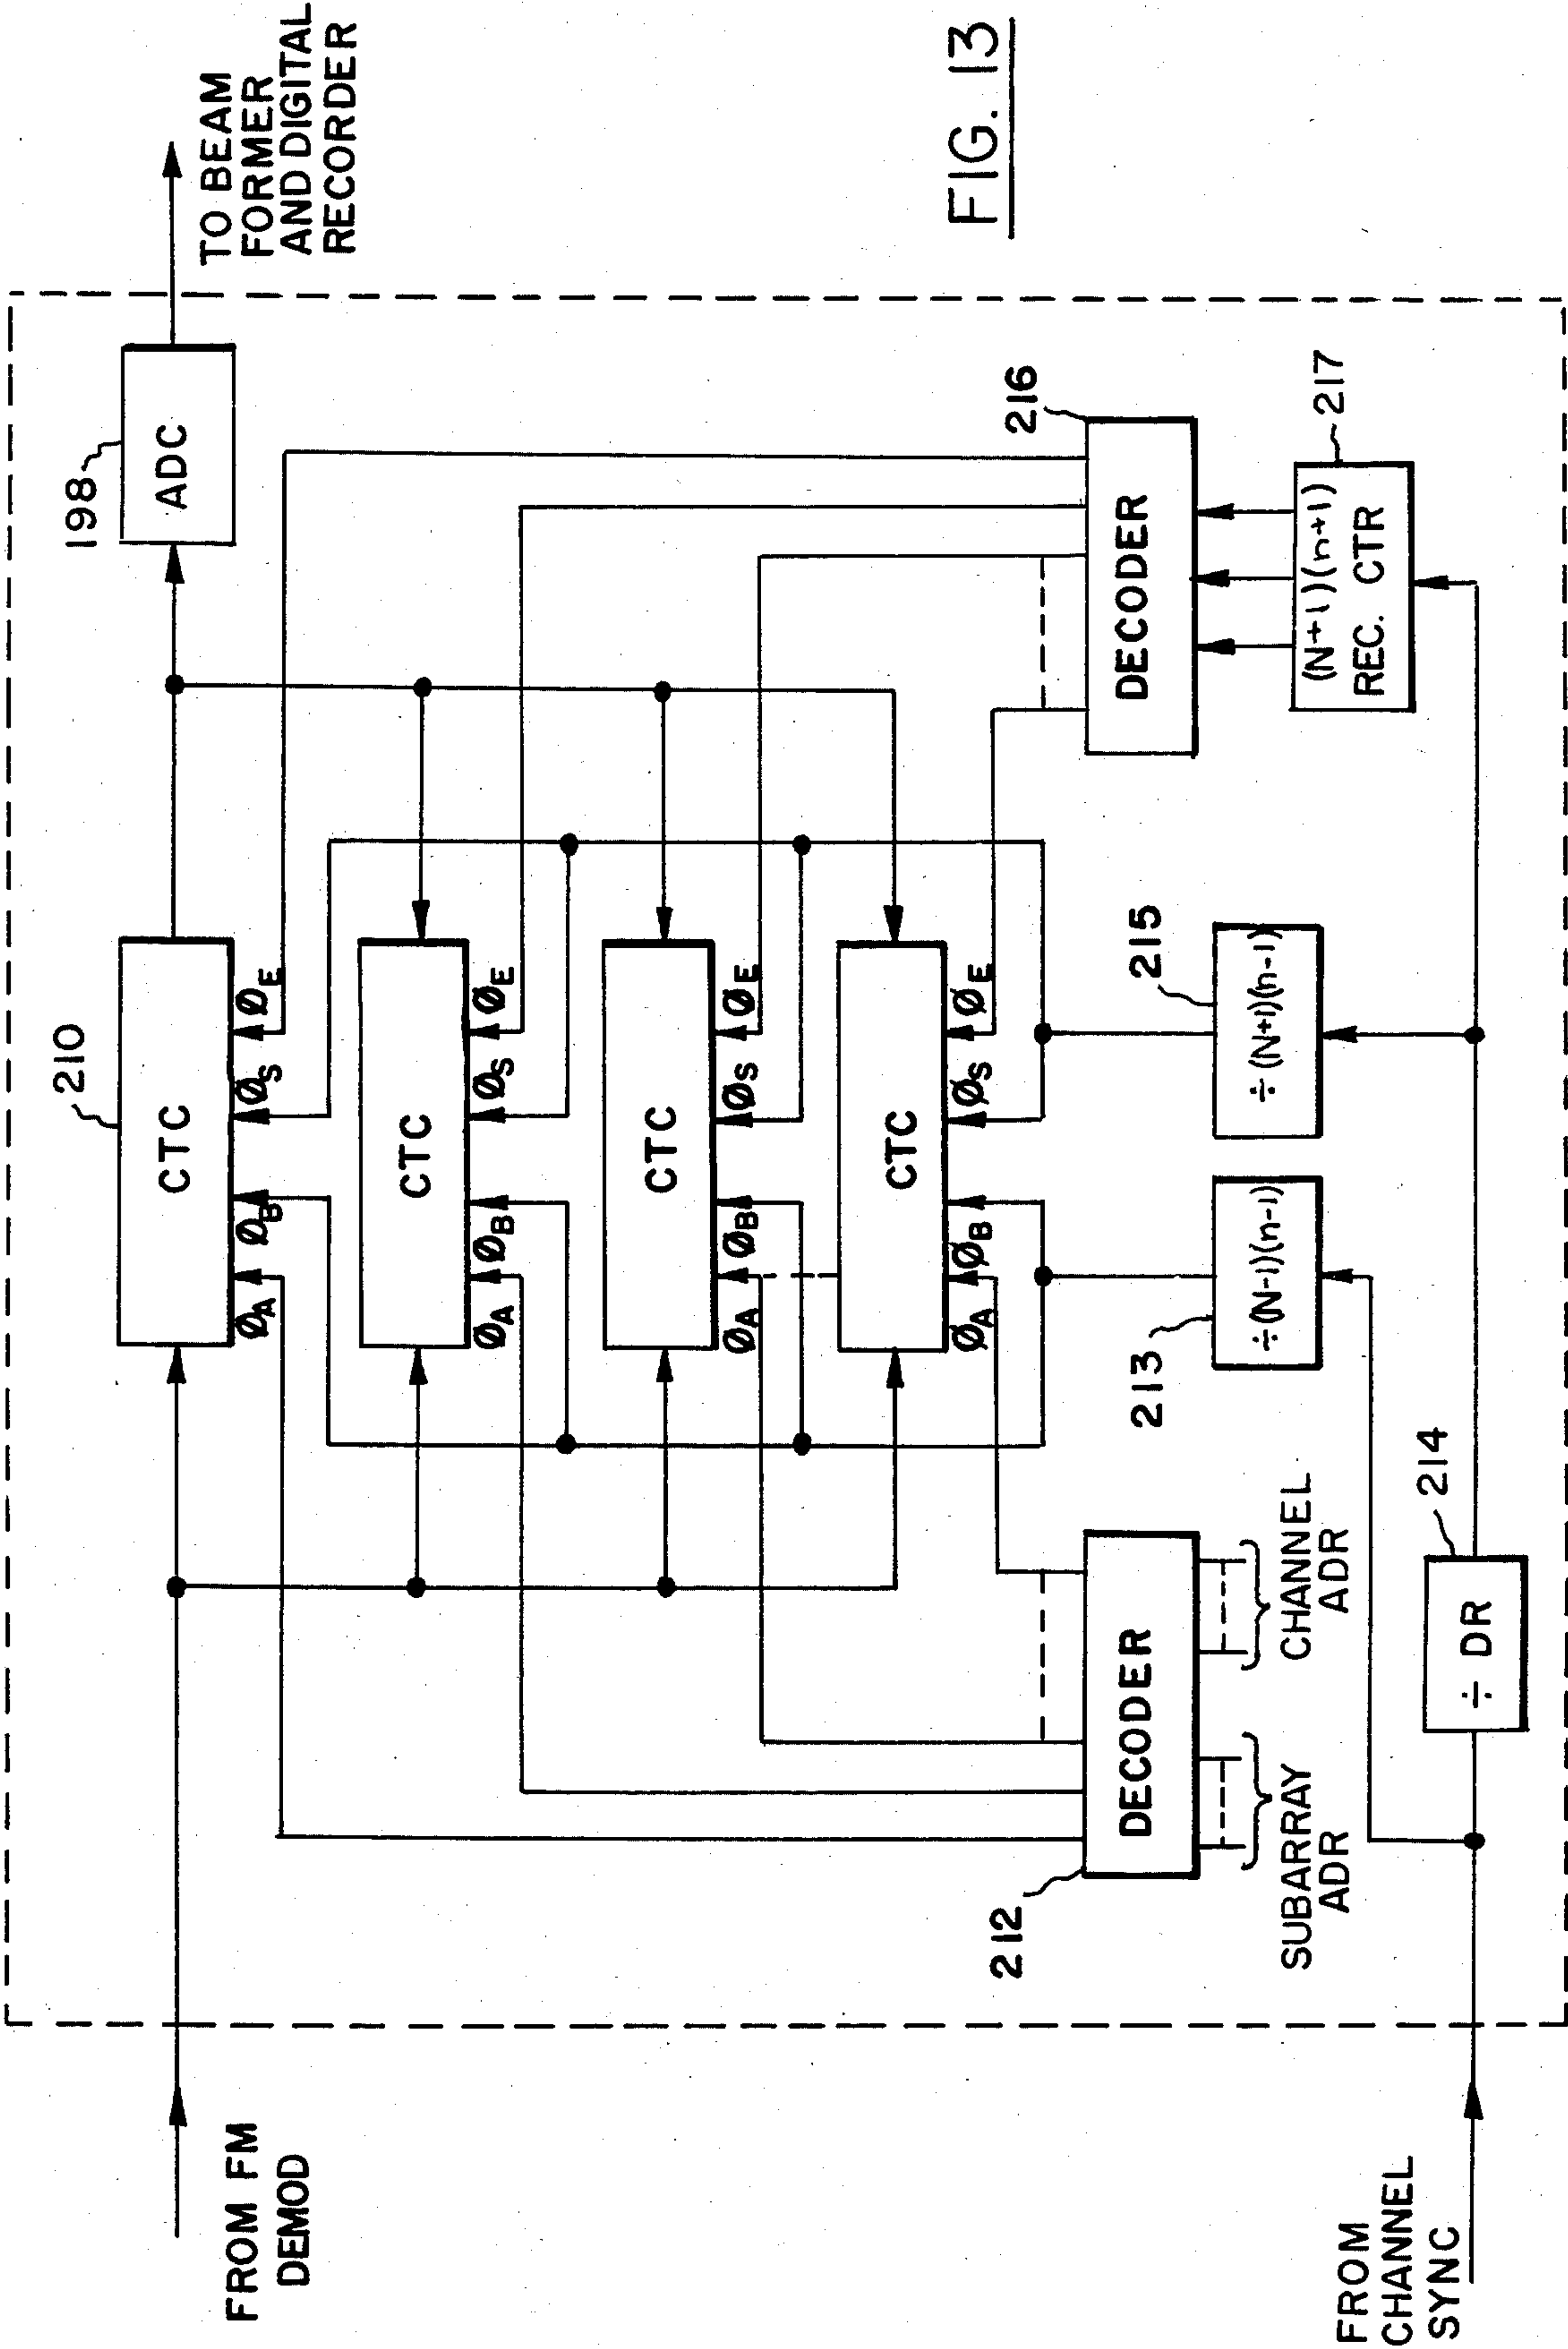 210
198
CTC
ADC
FROM FM
DEMOD
TO BEAM
FORMER
AND DIGITAL
RECORDER
ØA ØB ØS ØE
CTC
ØA ØB ØS ØE
CTC
ØA ØB ØS ØE
CTC
ØA ØB ØS ØE
FIG. 13
212
213
215
216
DECODER
DECODER
÷(N-1)(n-1)
÷(N+1)(n-1)
SUBARRAY
ADR
CHANNEL
ADR
(N+1)(n+1)
REC. CTR
217
214
÷ DR
FROM
CHANNEL
SYNC